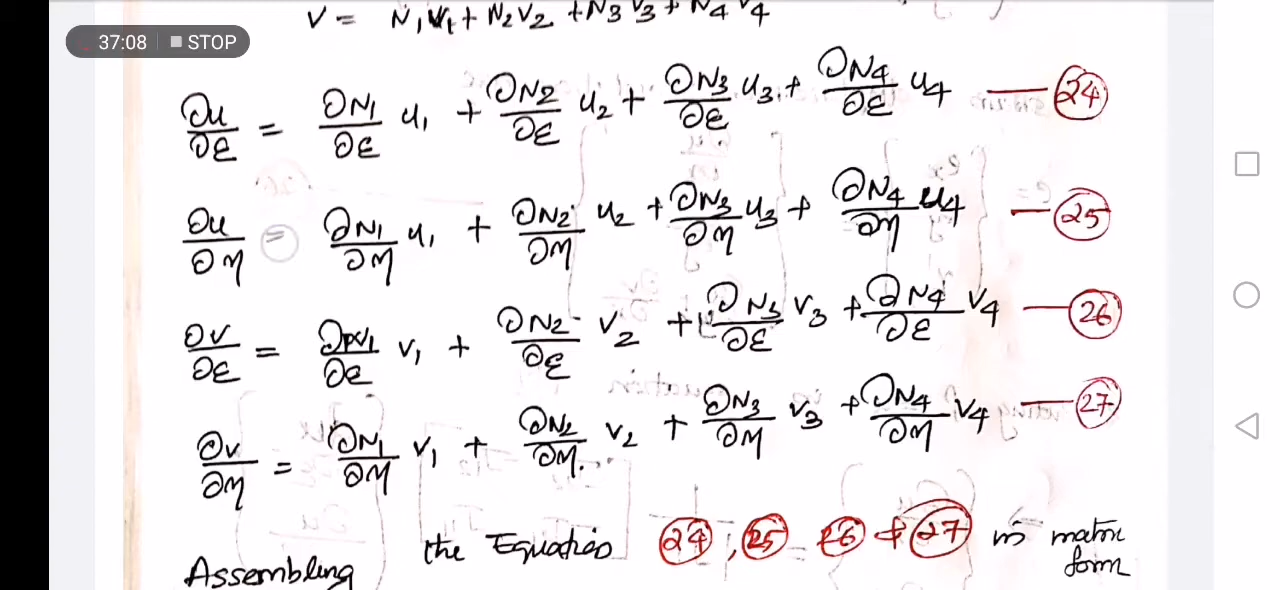 V = N₁V₁ + N₂V₂ + N₃V₃ + N₄V₄
37:08 STOP
∂u/∂ε = ∂N₁/∂ε u₁ + ∂N2/∂ε u₂ + ∂N3/∂ε u₃ + ∂N4/∂ε u₄ — 24
∂u/∂η = ∂N₁/∂η u₁ + ∂N2/∂η u₂ + ∂N3/∂η u₃ + ∂N4/∂η u₄ — 25
∂v/∂ε = ∂N₁/∂ε v₁ + ∂N2/∂ε v₂ + ∂N3/∂ε v₃ + ∂N4/∂ε v₄ — 26
∂v/∂η = ∂N₁/∂η v₁ + ∂N2/∂η v₂ + ∂N3/∂η v₃ + ∂N4/∂η v₄ — 27
Assembling the Equations 24, 25 26 + 27 in matrix
form